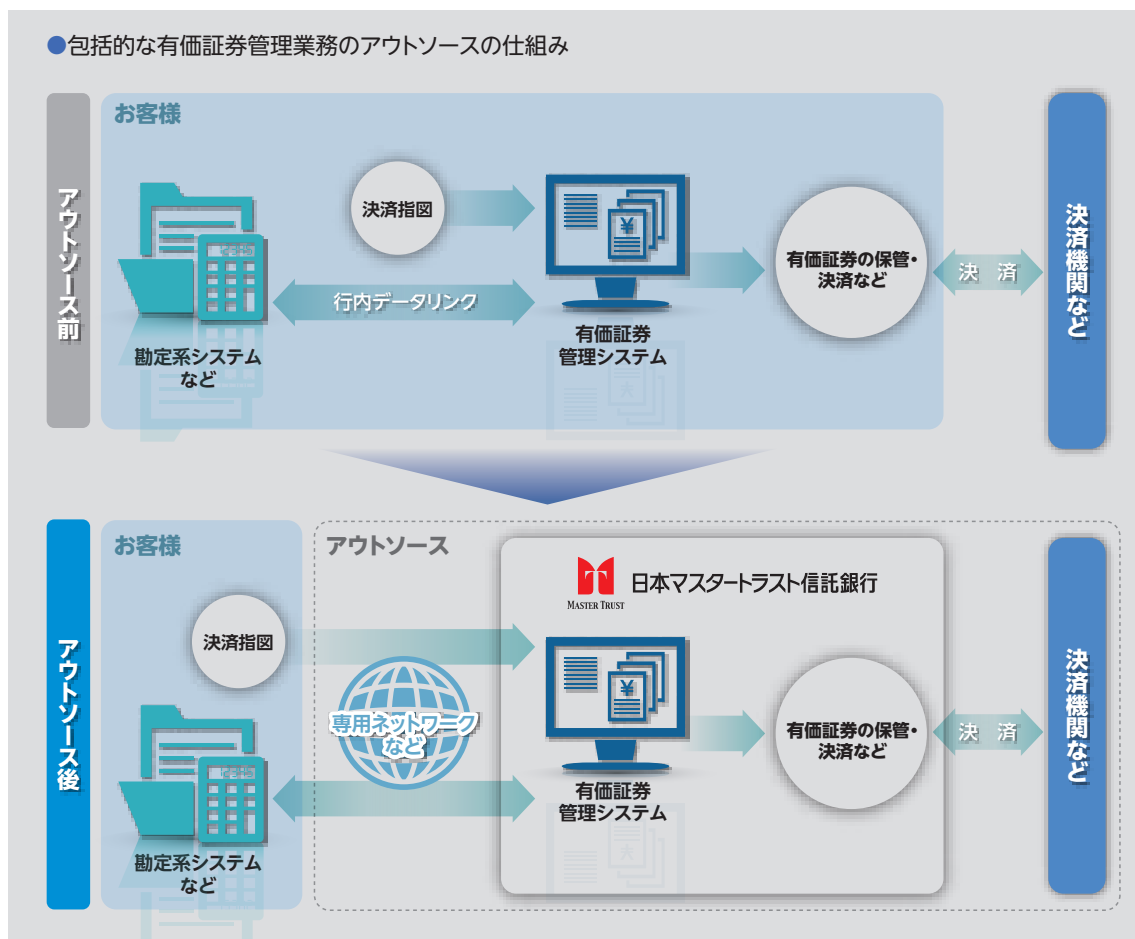 ●包括的な有価証券管理業務のアウトソースの仕組み
アウトソース前
お客様
決済指図
行内データリンク
勘定系システム
など
¥
有価証券
管理システム
有価証券の保管・
決済など
決 済
決済機関など
アウトソース後
お客様
決済指図
勘定系システム
など
アウトソース
専用ネットワーク
など
MASTER TRUST
日本マスタートラスト信託銀行
¥
有価証券
管理システム
有価証券の保管・
決済など
決 済
決済機関など